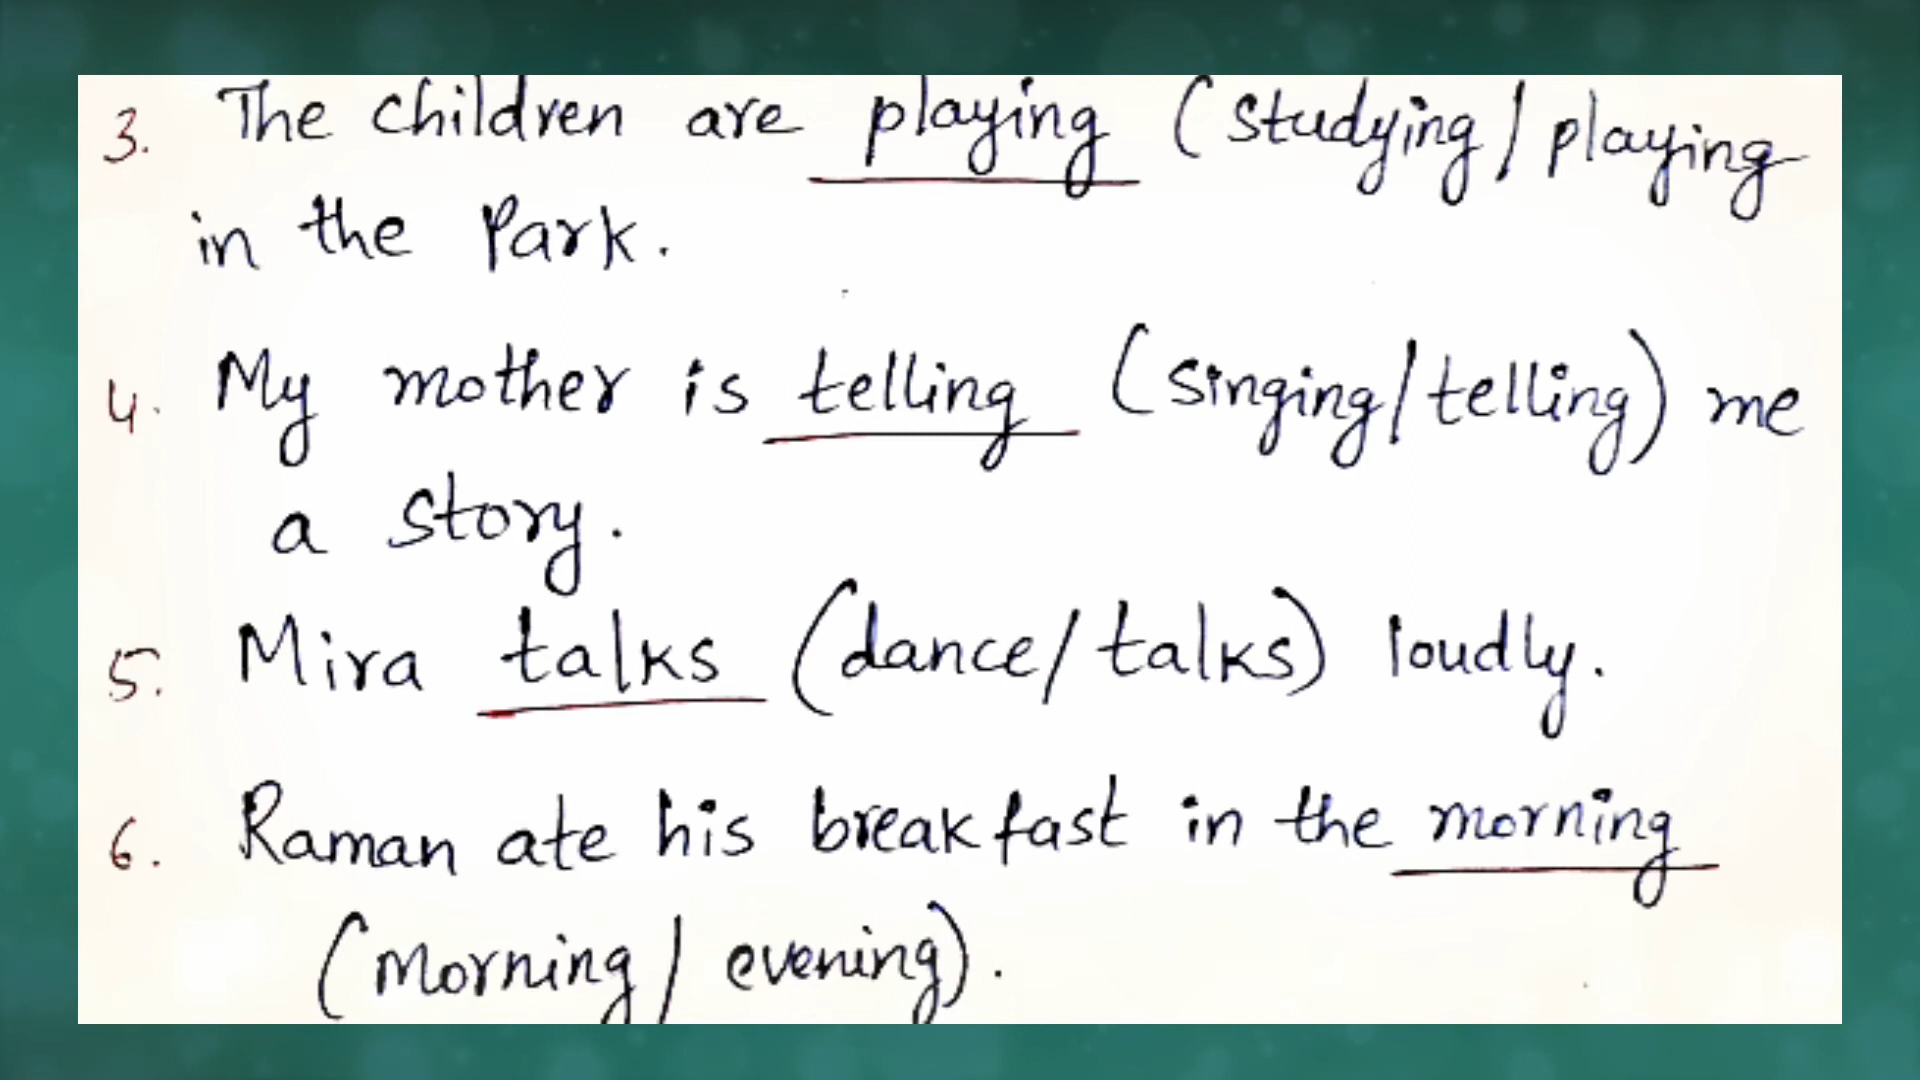 3. The children are playing (studying/playing
in the Park.
4. My mother is telling (singing/telling) me
a story.
5. Mira talks (dance/talks) loudly.
6. Raman ate his breakfast in the morning
(morning/evening).